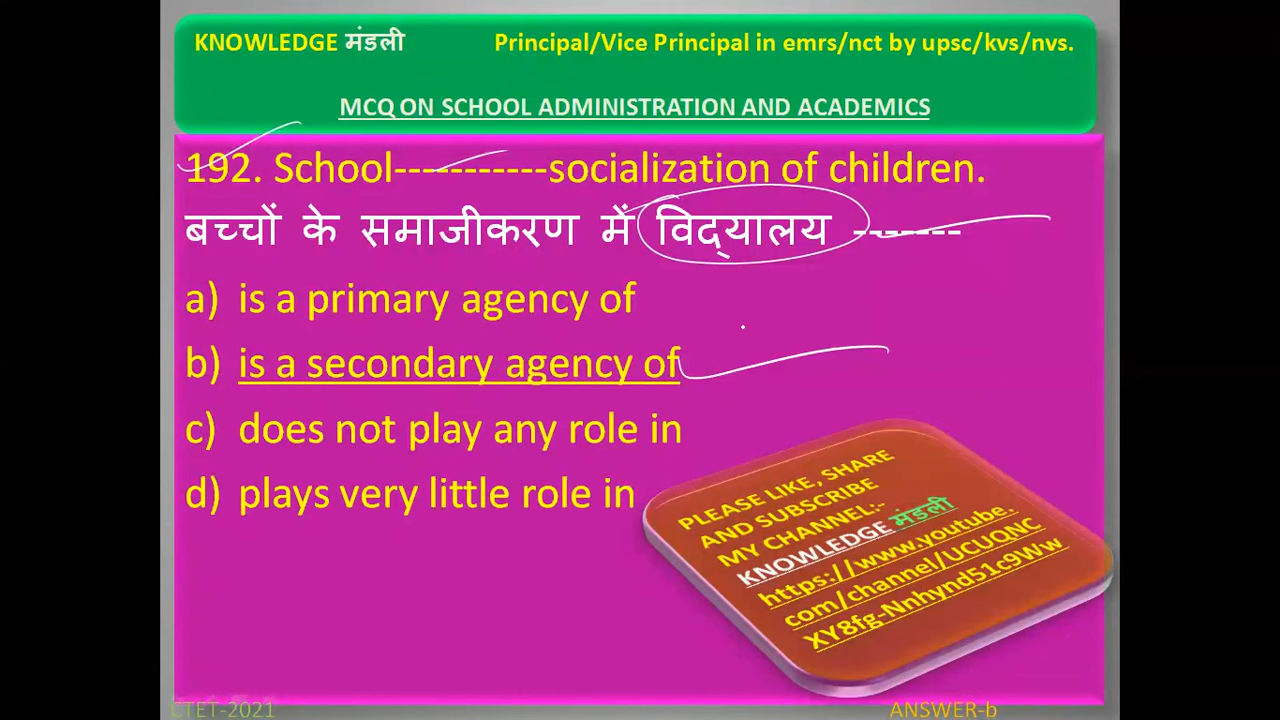 KNOWLEDGE मंडली Principal/Vice Principal in emrs/nct by upsc/kvs/nvs.
MCQ ON SCHOOL ADMINISTRATION AND ACADEMICS
192. School-----------socialization of children.
बच्चों के समाजीकरण में विद्यालय -------
a) is a primary agency of
b) is a secondary agency of
c) does not play any role in
d) plays very little role in
PLEASE LIKE, SHARE
AND SUBSCRIBE
MY CHANNEL:-
KNOWLEDGE मंडली
https://www.youtube.
com/channel/UCUQNC
XY8fg-Nnhynd51c9Ww
CTET-2021 ANSWER-b